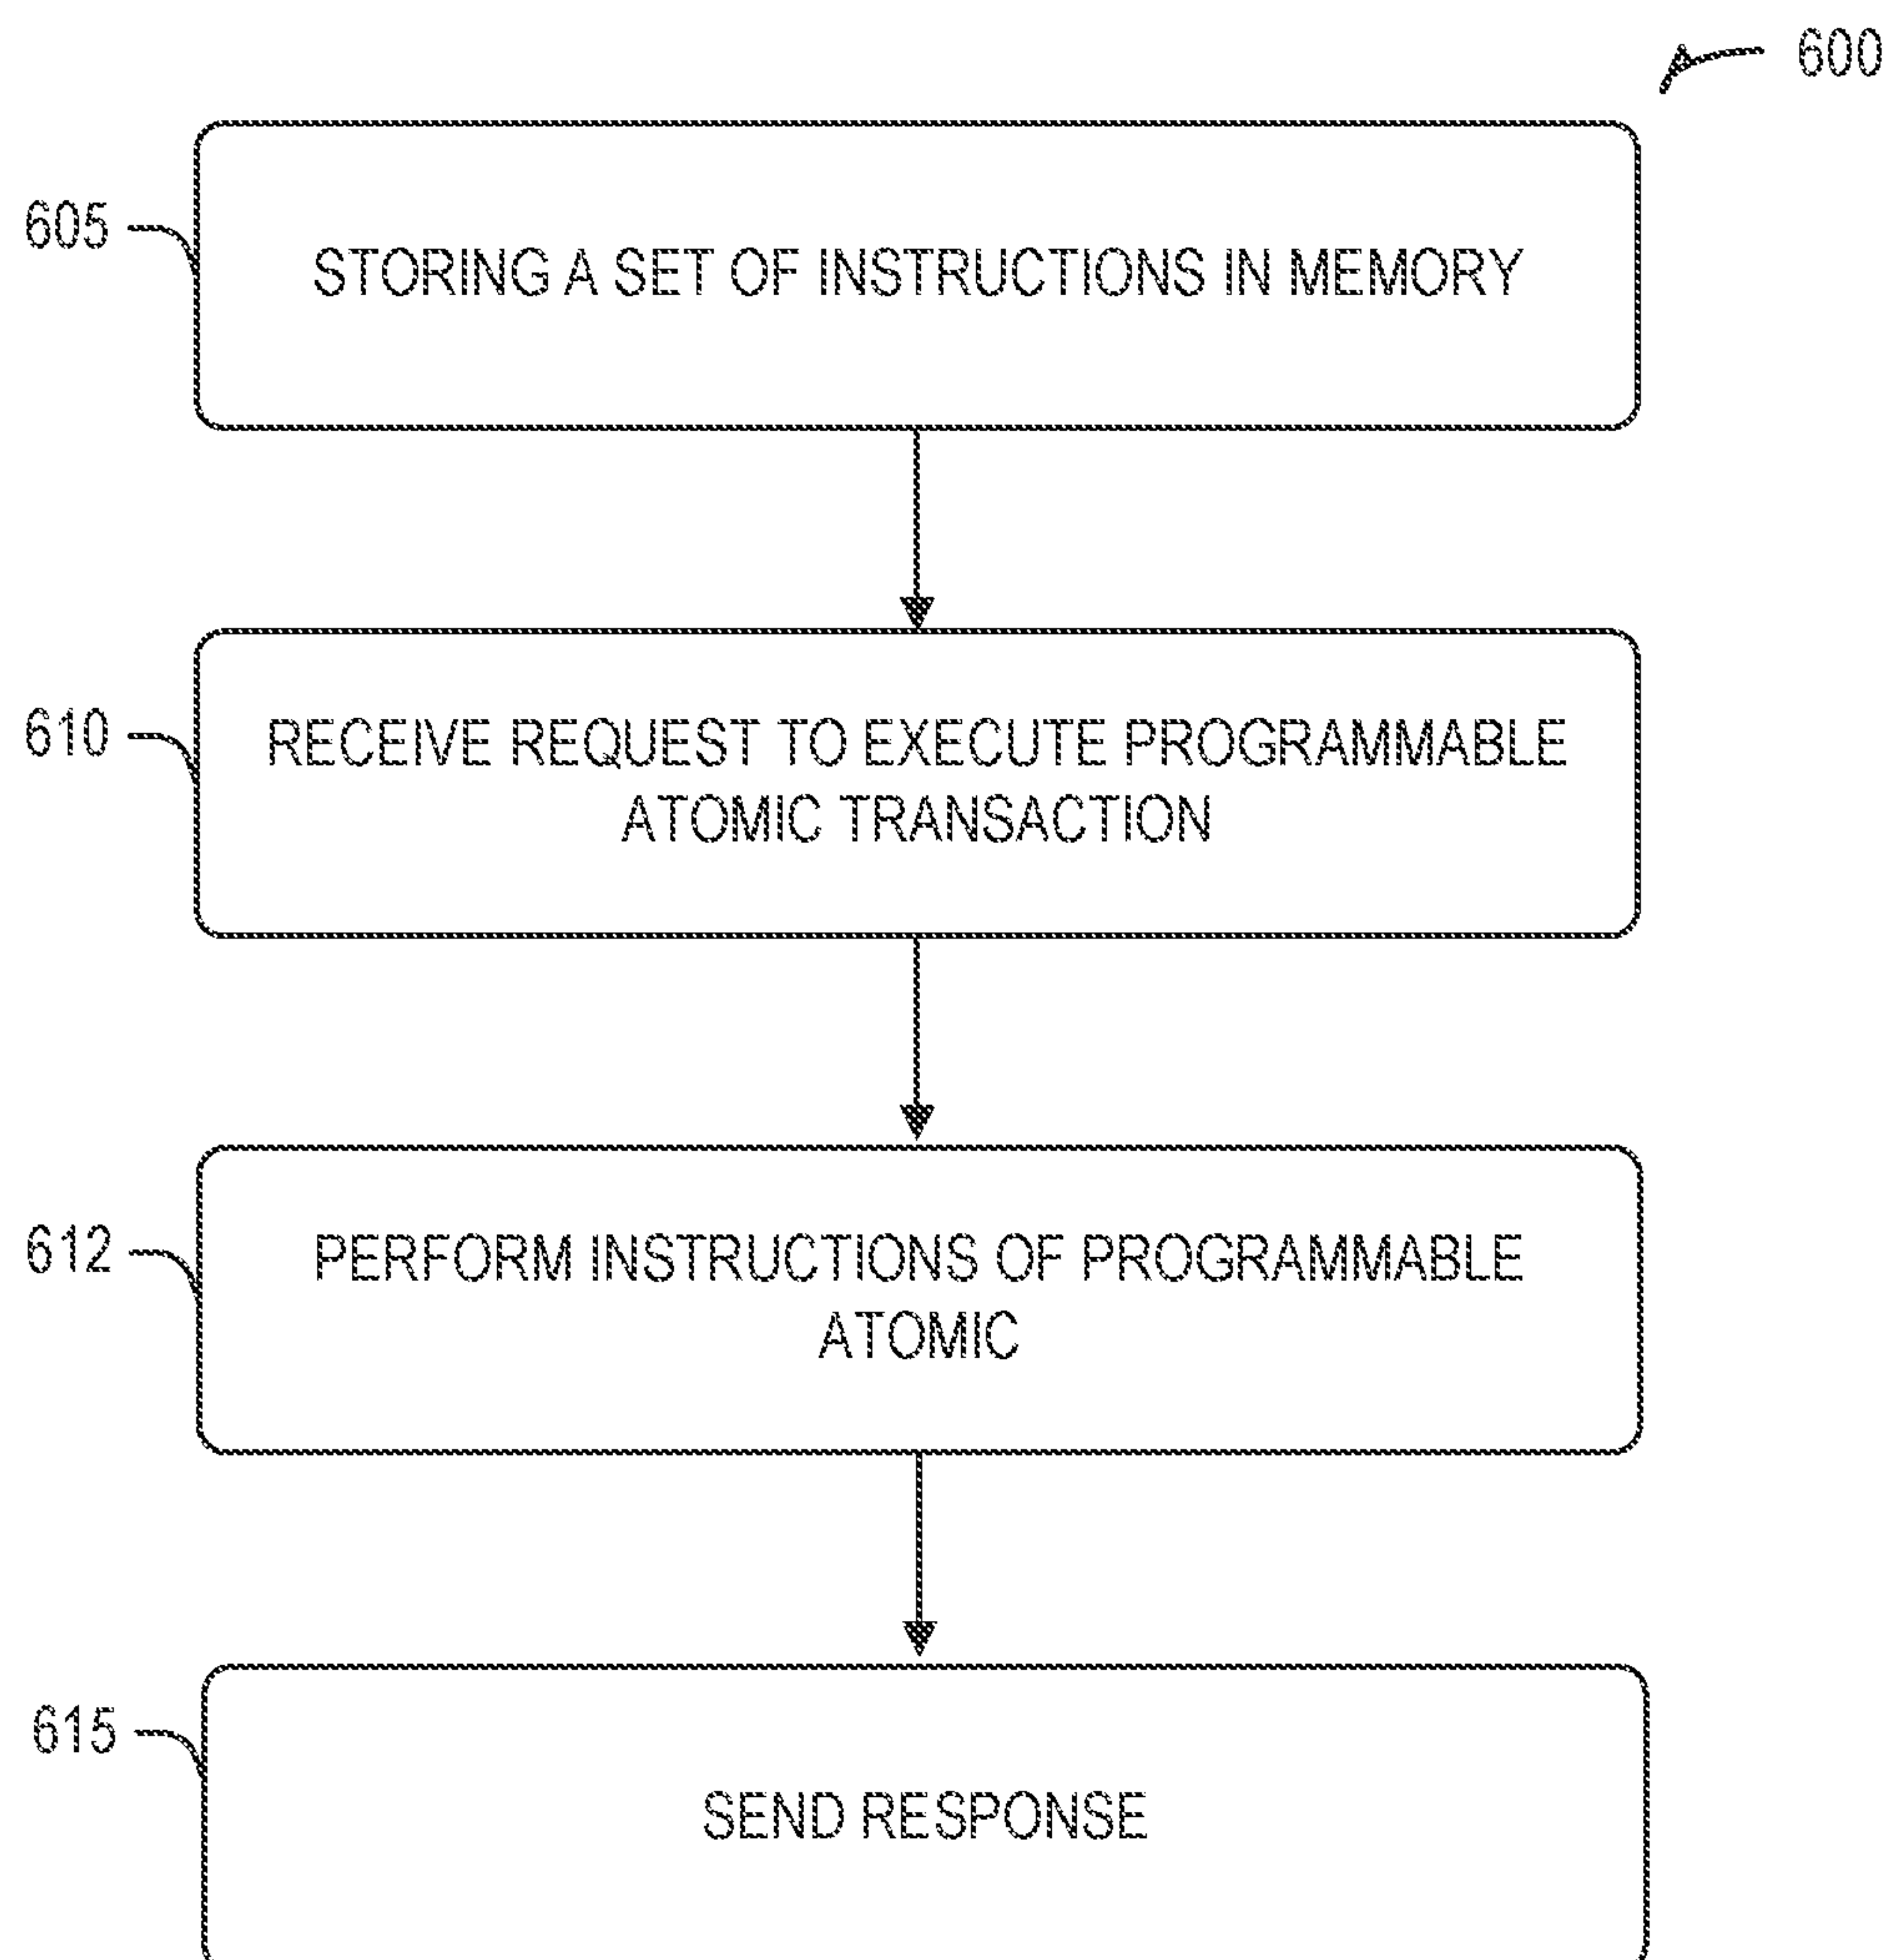 600
605
STORING A SET OF INSTRUCTIONS IN MEMORY
610
RECEIVE REQUEST TO EXECUTE PROGRAMMABLE
ATOMIC TRANSACTION
612
PERFORM INSTRUCTIONS OF PROGRAMMABLE
ATOMIC
615
SEND RESPONSE